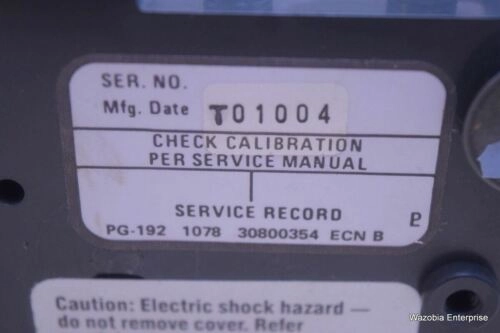 SER. NO.
Mfg. Date T01004
CHECK CALIBRATION
PER SERVICE MANUAL
SERVICE RECORD
PG-192 1078 30800354 ECN B
Caution: Electric shock hazard —
do not remove cover. Refer
Wazobia Enterprise